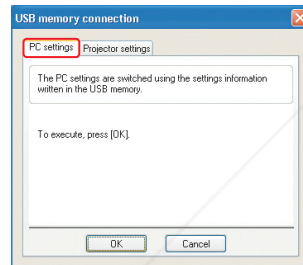 USB memory connection
PC settings Projector settings
The PC settings are switched using the settings information
written in the USB memory.
To execute, press [OK].
OK Cancel